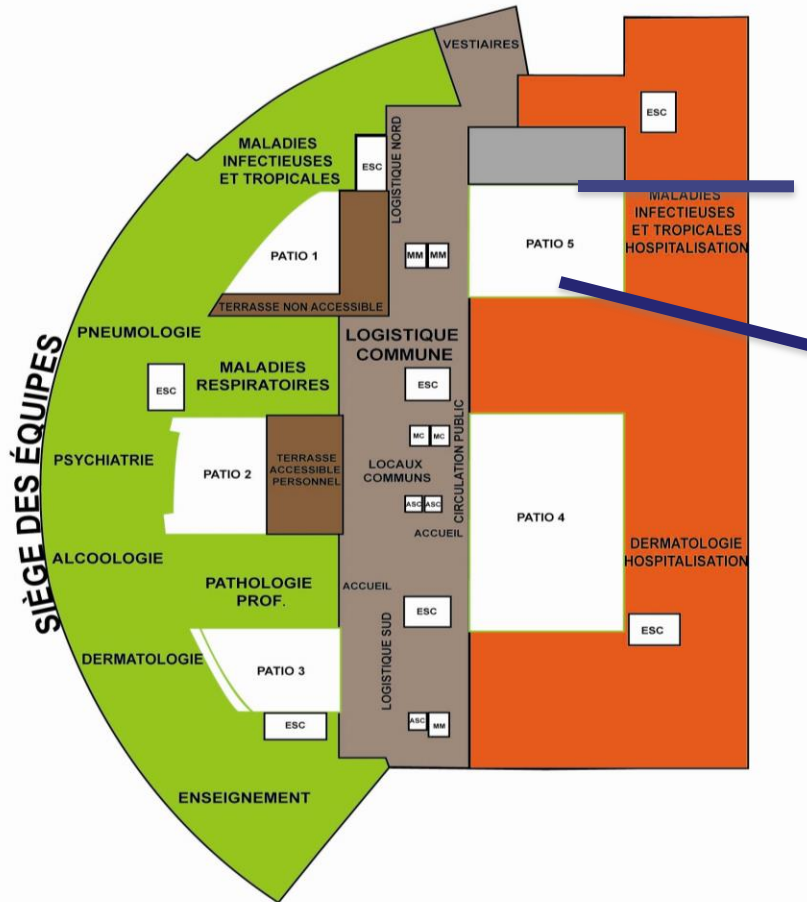 VESTIAIRES
MALADIES
INFECTIEUSES
ET TROPICALES
ESC
LOGISTIQUE NORD
ESC
MALADIES
INFECTIEUSES
ET TROPICALES
HOSPITALISATION
PATIO 1
MM MM
PATIO 5
TERRASSE NON ACCESSIBLE
PNEUMOLOGIE
LOGISTIQUE
COMMUNE
MALADIES
RESPIRATOIRES
ESC
ESC
SIÈGE DES ÉQUIPES
PSYCHIATRIE
PATIO 2
TERRASSE
ACCESSIBLE
PERSONNEL
MC MC
LOCAUX
COMMUNS
CIRCULATION PUBLIC
ASC ASC
ACCUEIL
PATIO 4
ALCOOLOGIE
PATHOLOGIE
PROF.
ACCUEIL
DERMATOLOGIE
HOSPITALISATION
ESC
ESC
DERMATOLOGIE
PATIO 3
LOGISTIQUE SUD
ESC
ASC MM
ENSEIGNEMENT